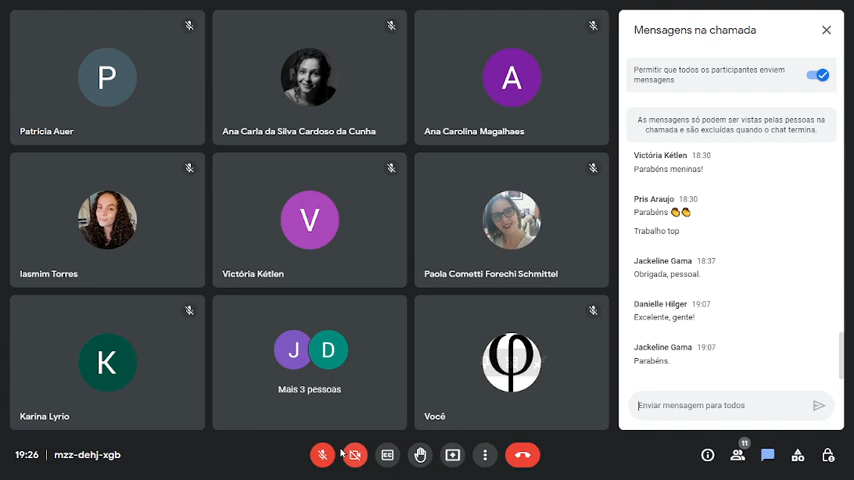 Mensagens na chamada
P
A
Permitir que todos os participantes enviem
mensagens
Patricia Auer
Ana Carla da Silva Cardoso da Cunha
Ana Carolina Magalhaes
As mensagens só podem ser vistas pelas pessoas na
chamada e são excluídas quando o chat termina.
Victória Kétlen 18:30
Parabéns meninas!
Pris Araujo 18:30
Parabéns 👏👏
Trabalho top
V
Iasmim Torres
Victória Kétlen
Paola Cometti Forechi Schmittel
Jackeline Gama 18:37
Obrigada, pessoal.
Danielle Hilger 19:07
Excelente, gente!
Jackeline Gama 19:07
Parabéns.
K
J D
φ
Mais 3 pessoas
Karina Lyrio
Você
Enviar mensagem para todos
19:26 | mzz-dehj-xgb
CC
11